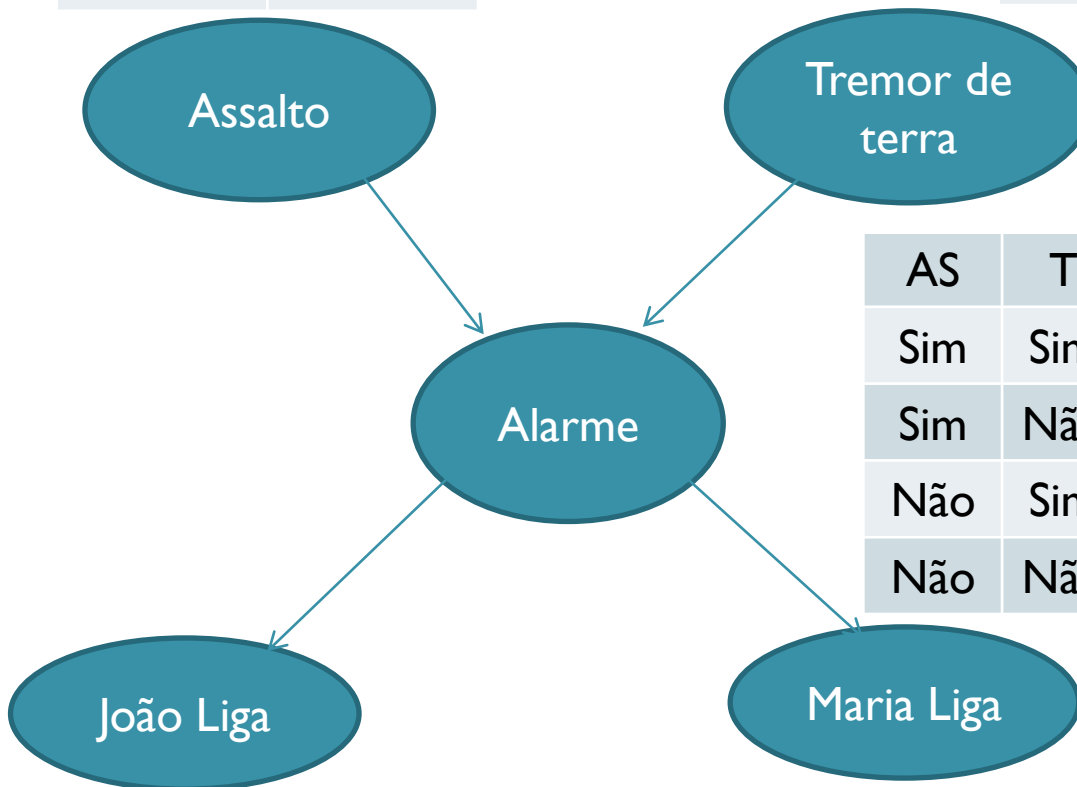 Assalto
Tremor de
terra
AS T
Sim
Sim
Não
Não
Alarme
João Liga
Maria Liga